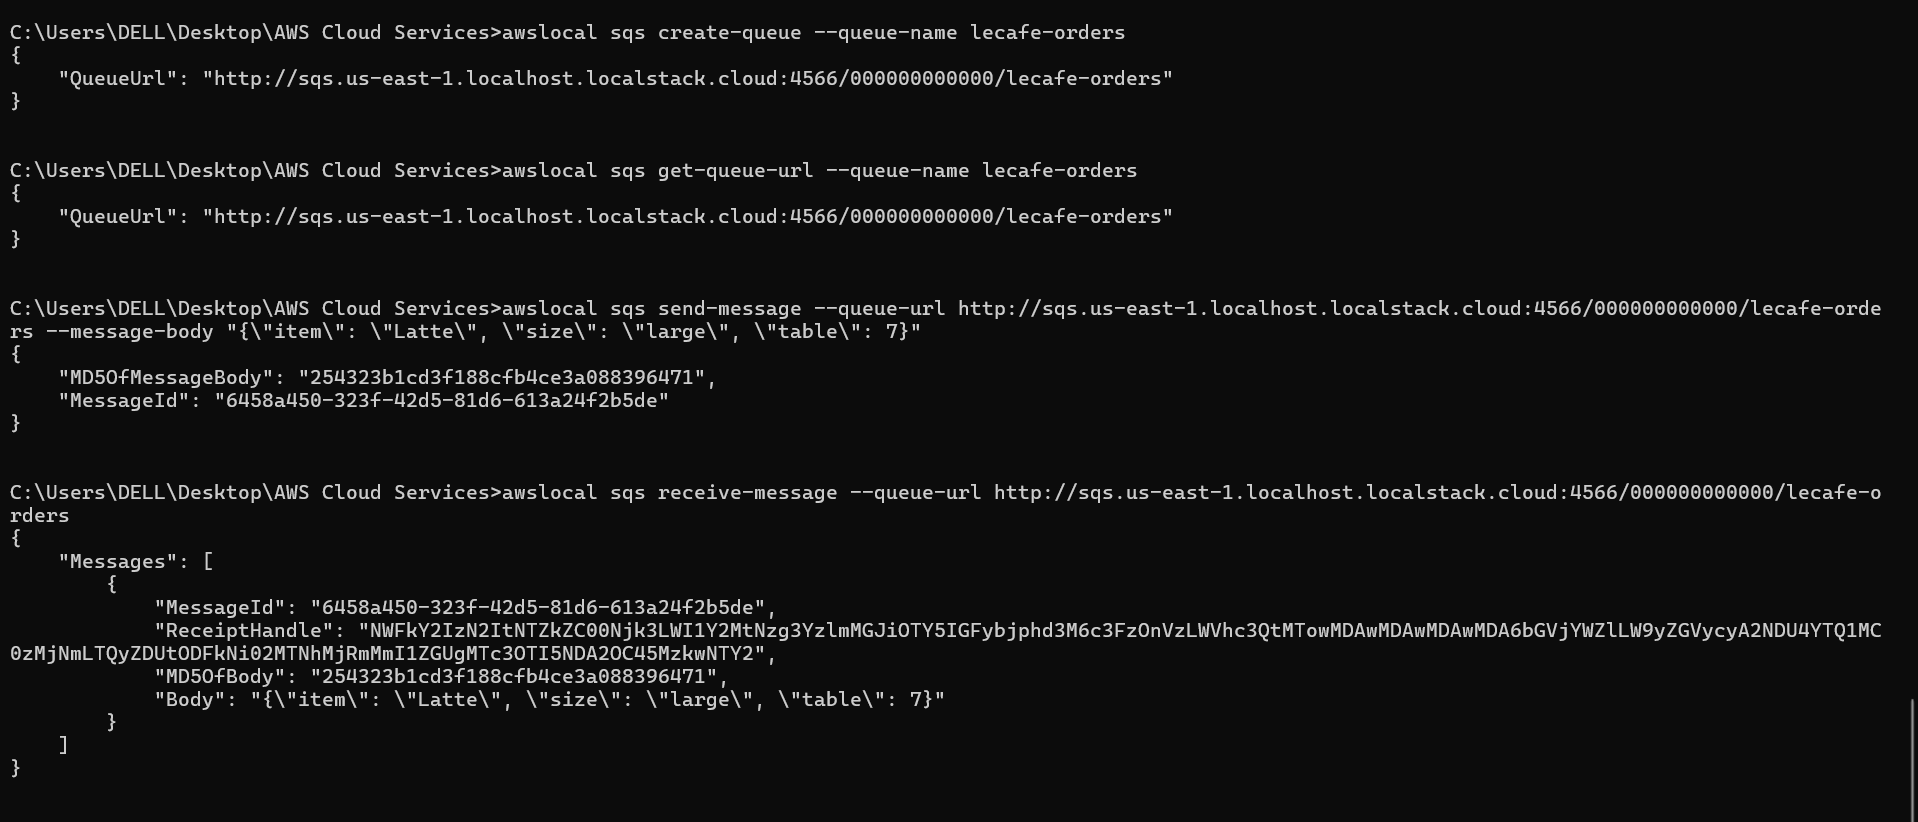 C:\Users\DELL\Desktop\AWS Cloud Services>awslocal sqs create-queue --queue-name lecafe-orders
{
    "QueueUrl": "http://sqs.us-east-1.localhost.localstack.cloud:4566/000000000000/lecafe-orders"
}
C:\Users\DELL\Desktop\AWS Cloud Services>awslocal sqs get-queue-url --queue-name lecafe-orders
{
    "QueueUrl": "http://sqs.us-east-1.localhost.localstack.cloud:4566/000000000000/lecafe-orders"
}
C:\Users\DELL\Desktop\AWS Cloud Services>awslocal sqs send-message --queue-url http://sqs.us-east-1.localhost.localstack.cloud:4566/000000000000/lecafe-orde
rs --message-body "{\"item\": \"Latte\", \"size\": \"large\", \"table\": 7}"
{
    "MD5OfMessageBody": "254323b1cd3f188cfb4ce3a088396471",
    "MessageId": "6458a450-323f-42d5-81d6-613a24f2b5de"
}
C:\Users\DELL\Desktop\AWS Cloud Services>awslocal sqs receive-message --queue-url http://sqs.us-east-1.localhost.localstack.cloud:4566/000000000000/lecafe-o
rders
{
    "Messages": [
        {
            "MessageId": "6458a450-323f-42d5-81d6-613a24f2b5de",
            "ReceiptHandle": "NWFkY2IzN2ItNTZkZC00Njk3LWI1Y2MtNzg3YzlmMGJiOTY5IGFybjphd3M6c3FzOnVzLWVhc3QtMTowMDAwMDAwMDAwMDA6bGVjYWZlLW9yZGVycyA2NDU4YTQ1MC
0zMjNmLTQyZDUtODFkNi02MTNhMjRmMmI1ZGUgMTc3OTI5NDA2OC45MzkwNTY2",
            "MD5OfBody": "254323b1cd3f188cfb4ce3a088396471",
            "Body": "{\"item\": \"Latte\", \"size\": \"large\", \"table\": 7}"
        }
    ]
}